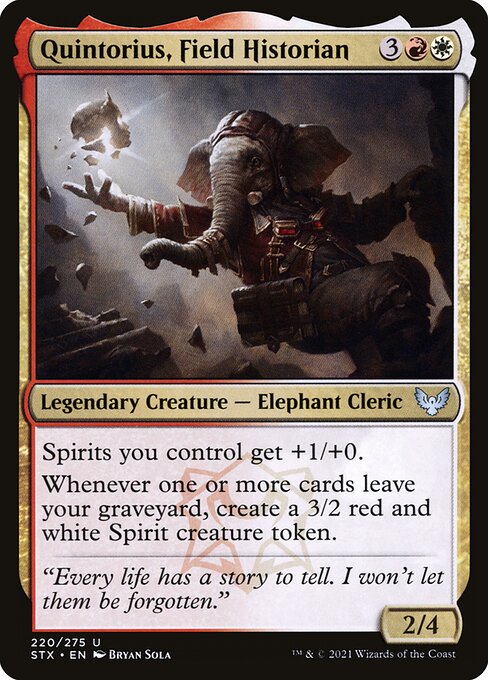 Quintorius, Field Historian 3
Legendary Creature — Elephant Cleric
Spirits you control get +1/+0.
Whenever one or more cards leave
your graveyard, create a 3/2 red and
white Spirit creature token.
“Every life has a story to tell. I won’t let
them be forgotten.”
2/4
220/275 U
STX • EN Bryan Sola
™ & © 2021 Wizards of the Coast